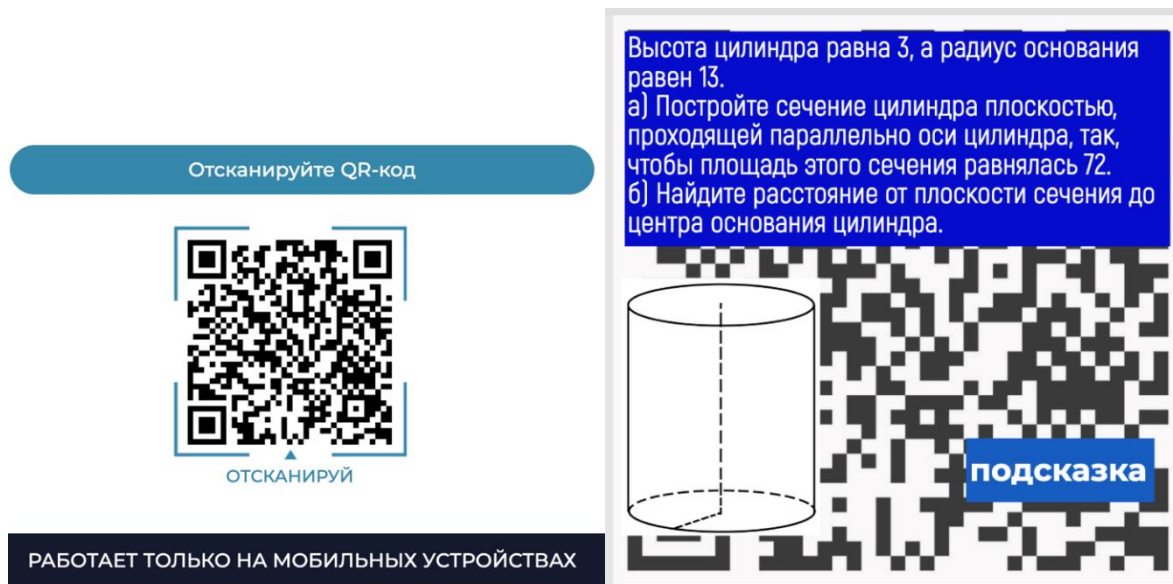 Отсканируйте QR-код
ОТСКАНИРУЙ
РАБОТАЕТ ТОЛЬКО НА МОБИЛЬНЫХ УСТРОЙСТВАХ
Высота цилиндра равна 3, а радиус основания
равен 13.
а) Постройте сечение цилиндра плоскостью,
проходящей параллельно оси цилиндра, так,
чтобы площадь этого сечения равнялась 72.
б) Найдите расстояние от плоскости сечения до
центра основания цилиндра.
подсказка